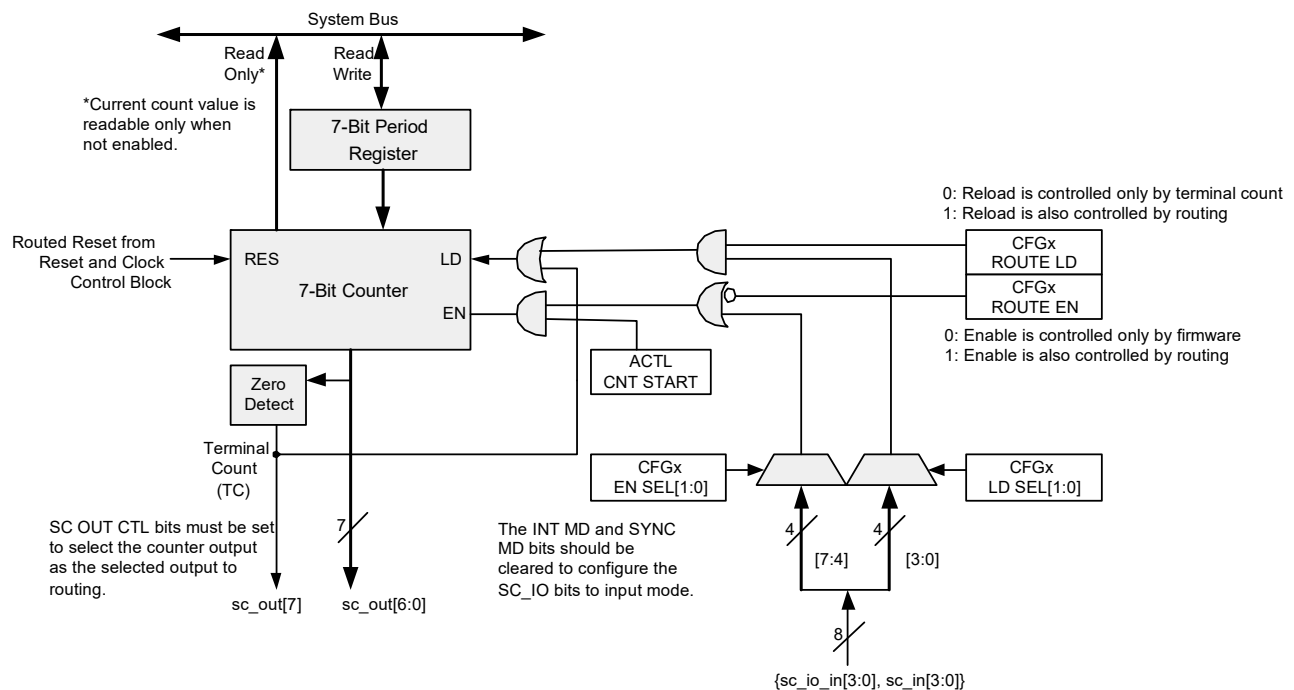 System Bus
Read
Only*
Read
Write
*Current count value is
readable only when
not enabled.
7-Bit Period
Register
0: Reload is controlled only by terminal count
1: Reload is also controlled by routing
Routed Reset from
Reset and Clock
Control Block
RES
LD
7-Bit Counter
EN
CFGx
ROUTE LD
CFGx
ROUTE EN
0: Enable is controlled only by firmware
1: Enable is also controlled by routing
ACTL
CNT START
Zero
Detect
Terminal
Count
(TC)
CFGx
EN SEL[1:0]
CFGx
LD SEL[1:0]
SC OUT CTL bits must be set
to select the counter output
as the selected output to
routing.
7
The INT MD and SYNC
MD bits should be
cleared to configure the
SC_IO bits to input mode.
4
4
[7:4]
[3:0]
sc_out[7]
sc_out[6:0]
8
{sc_io_in[3:0], sc_in[3:0]}